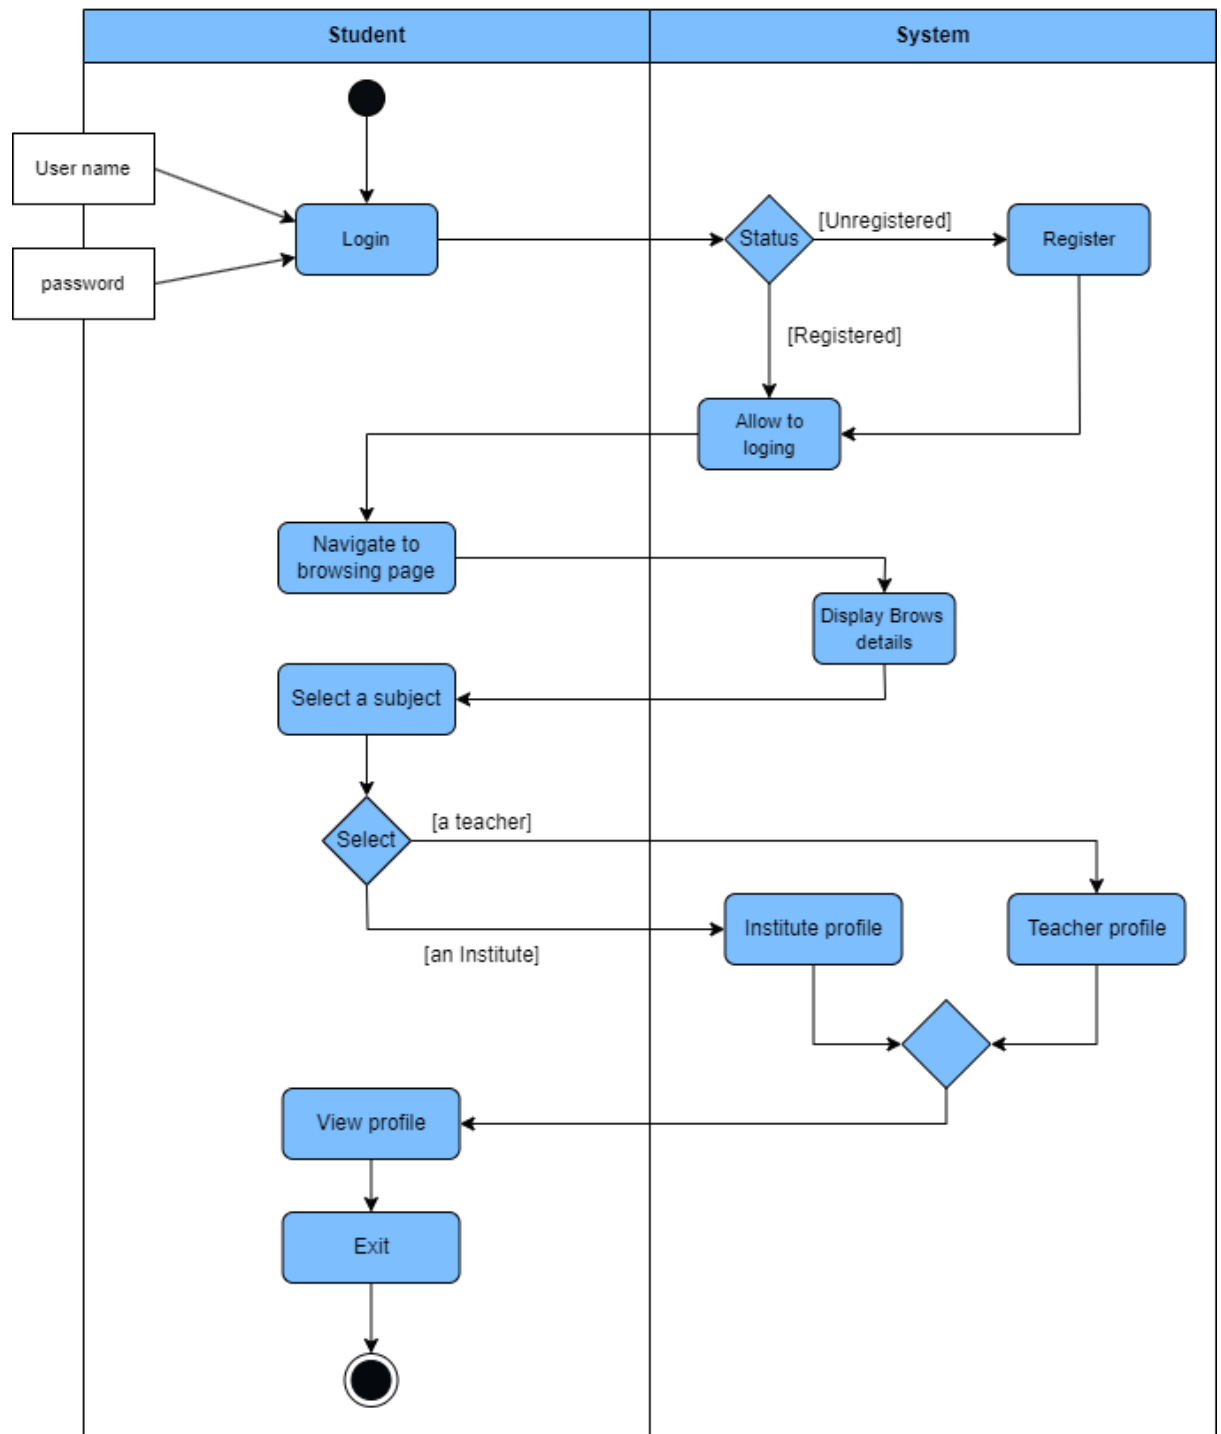 Student
System
User name
Login
Status
[Unregistered]
Register
password
[Registered]
Allow to
loging
Navigate to
browsing page
Display Brows
details
Select a subject
[a teacher]
Select
Institute profile
Teacher profile
[an Institute]
View profile
Exit